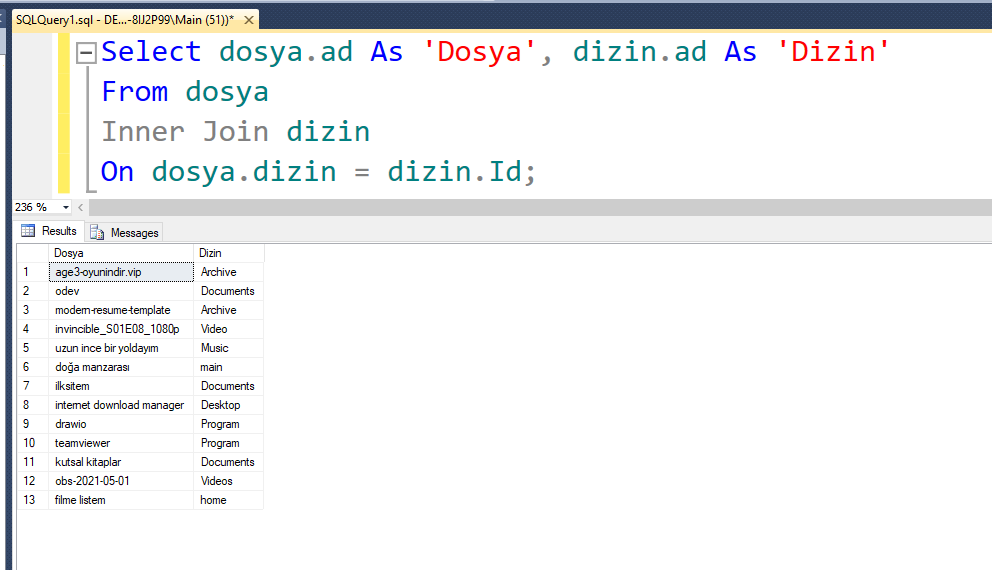 SQLQuery1.sql - DE...-8IJ2P99\Main (51))*
Select dosya.ad As 'Dosya', dizin.ad As 'Dizin'
From dosya
Inner Join dizin
On dosya.dizin = dizin.Id;
236 %
Results Messages
Dosya Dizin
1 age3-oyunindir.vip Archive
2 odev Documents
3 modern-resume-template Archive
4 invincible_S01E08_1080p Video
5 uzun ince bir yoldayım Music
6 doğa manzarası main
7 ilksitem Documents
8 internet download manager Desktop
9 drawio Program
10 teamviewer Program
11 kutsal kitaplar Documents
12 obs-2021-05-01 Videos
13 filme listem home